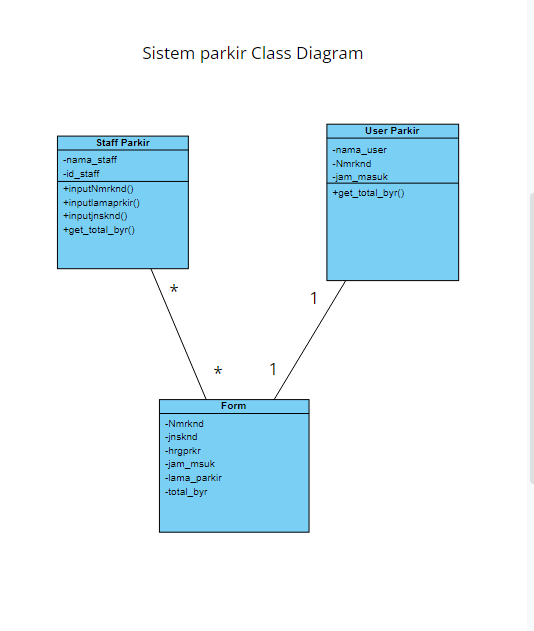 Sistem parkir Class Diagram
Staff Parkir
-nama_staff
-id_staff
+inputNmrknd()
+inputlamaprkir()
+inputjnsknd()
+get_total_byr()
User Parkir
-nama_user
-Nmrknd
-jam_masuk
+get_total_byr()
*
1
*
1
Form
-Nmrknd
-jnsknd
-hrgprkr
-jam_msuk
-lama_parkir
-total_byr